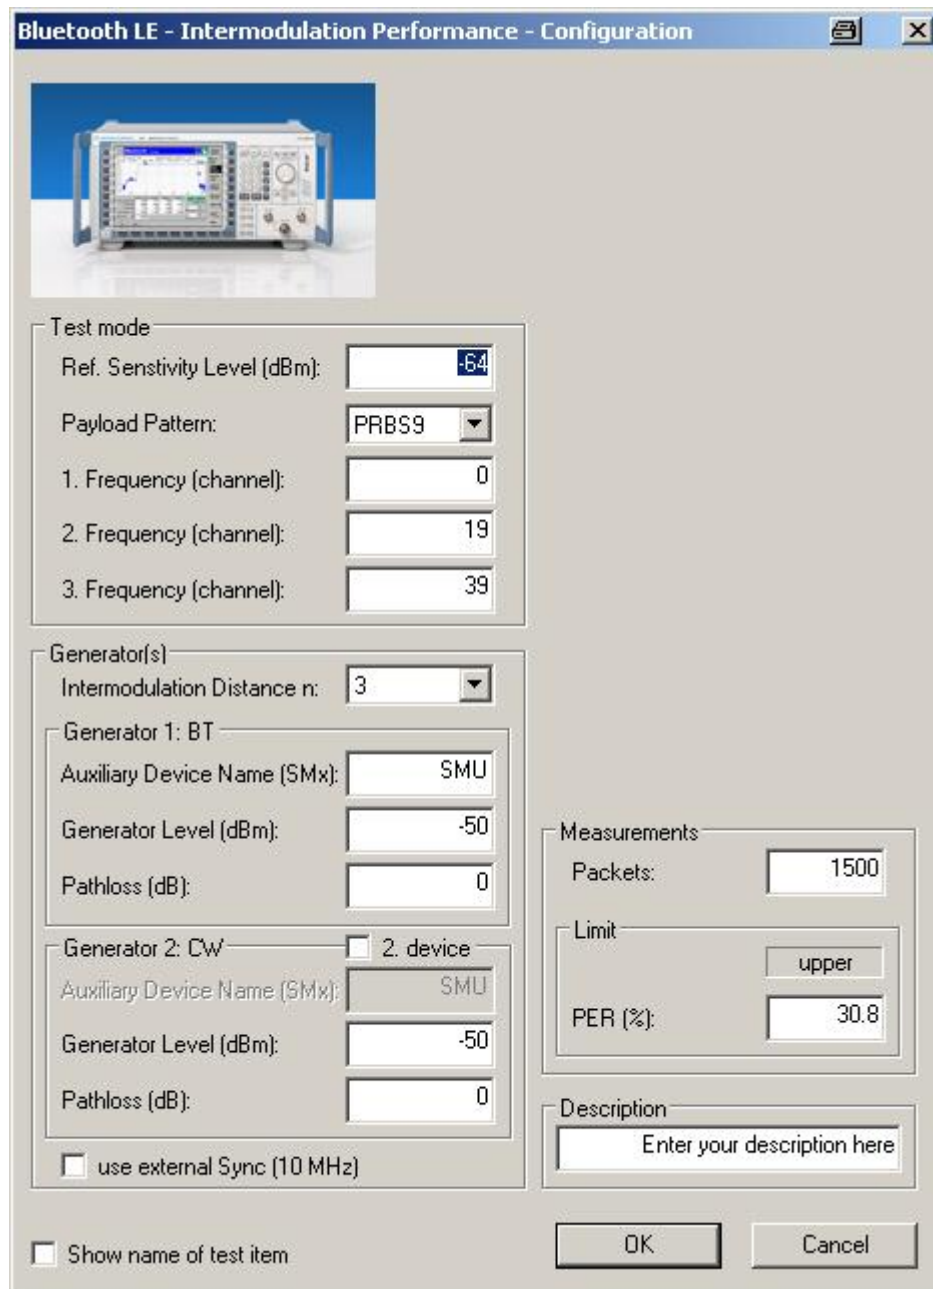 Bluetooth LE - Intermodulation Performance - Configuration
Test mode
Ref. Senstivity Level (dBm): -64
Payload Pattern: PRBS9
1. Frequency (channel): 0
2. Frequency (channel): 19
3. Frequency (channel): 39
Generator(s)
Intermodulation Distance n: 3
Generator 1: BT
Auxiliary Device Name (SMx): SMU
Generator Level (dBm): -50
Pathloss (dB): 0
Generator 2: CW 2. device
Auxiliary Device Name (SMx): SMU
Generator Level (dBm): -50
Pathloss (dB): 0
use external Sync (10 MHz)
Measurements
Packets: 1500
Limit
upper
PER (%): 30.8
Description
Enter your description here
Show name of test item
OK
Cancel